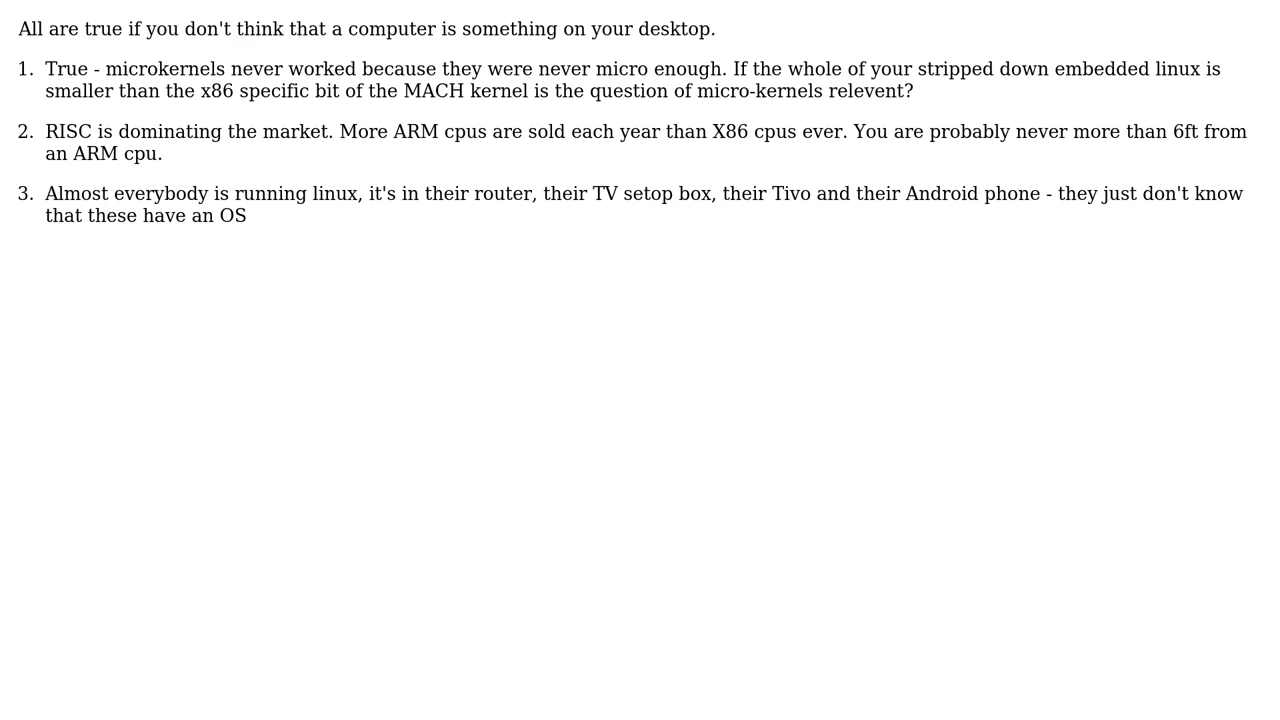 All are true if you don't think that a computer is something on your desktop.
1. True - microkernels never worked because they were never micro enough. If the whole of your stripped down embedded linux is
smaller than the x86 specific bit of the MACH kernel is the question of micro-kernels relevent?
2. RISC is dominating the market. More ARM cpus are sold each year than X86 cpus ever. You are probably never more than 6ft from
an ARM cpu.
3. Almost everybody is running linux, it's in their router, their TV setop box, their Tivo and their Android phone - they just don't know
that these have an OS